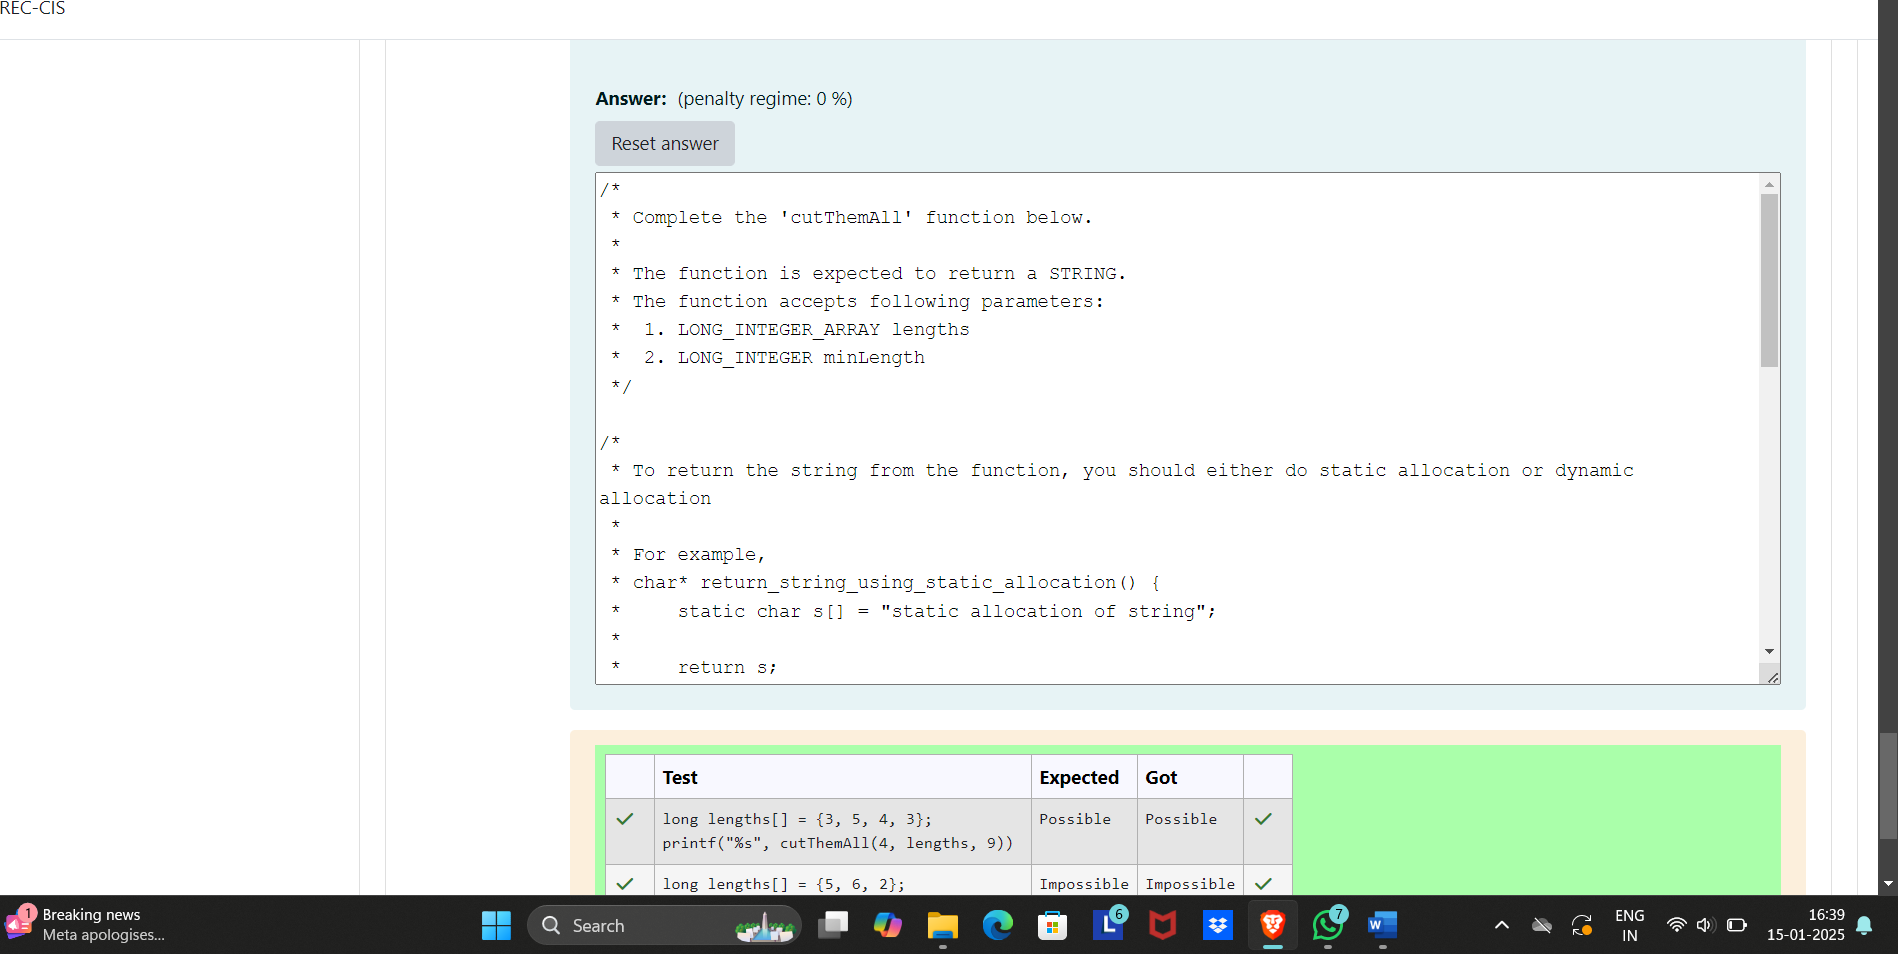 REC-CIS
Answer: (penalty regime: 0 %)
Reset answer
/*
* Complete the 'cutThemAll' function below.
*
* The function is expected to return a STRING.
* The function accepts following parameters:
*  1. LONG_INTEGER_ARRAY lengths
*  2. LONG_INTEGER minLength
*/
/*
* To return the string from the function, you should either do static allocation or dynamic
allocation
*
* For example,
* char* return_string_using_static_allocation() {
*     static char s[] = "static allocation of string";
*
*     return s;
Test Expected Got
long lengths[] = {3, 5, 4, 3}; Possible Possible
printf("%s", cutThemAll(4, lengths, 9))
long lengths[] = {5, 6, 2}; Impossible Impossible
1 Breaking news
Meta apologises...
Search
L 6
7
W
ENG
IN
16:39
15-01-2025